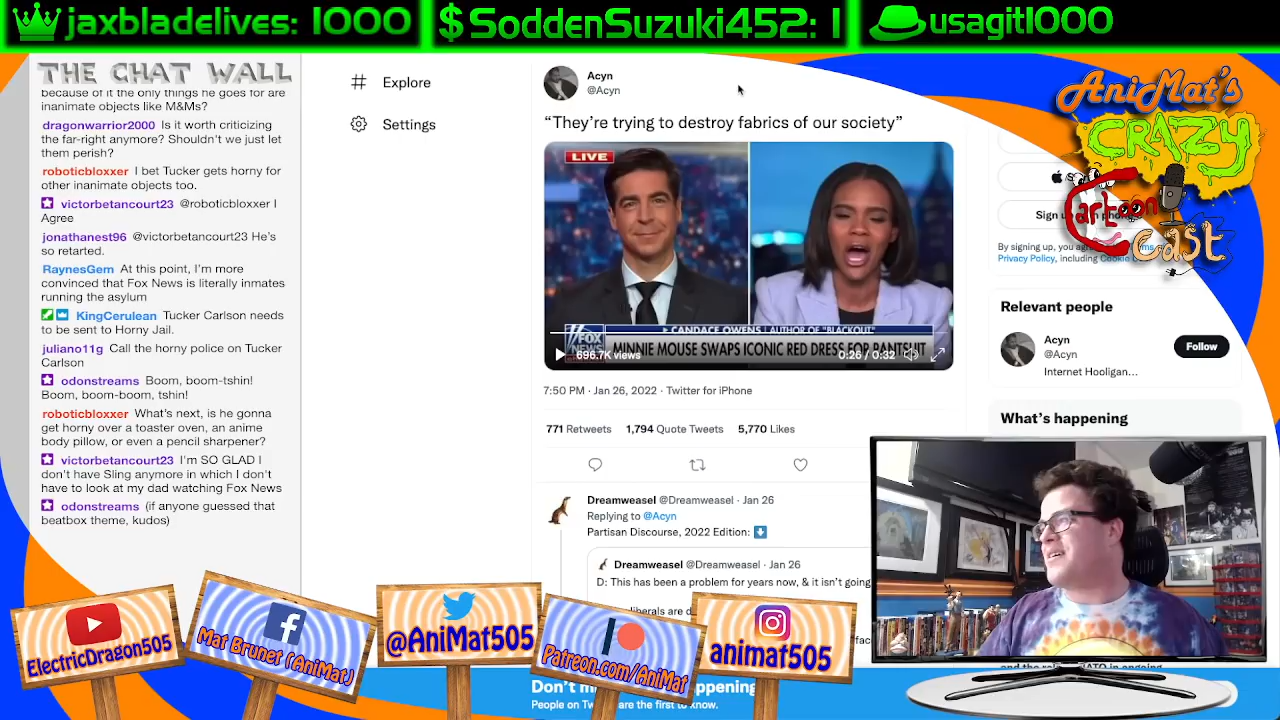 jaxbladelives: 1000
$ SoddenSuzuki452: 1
usagit1000
THE CHAT WALL
because of it the only things he goes for are
inanimate objects like M&Ms?
dragonwarrior2000 Is it worth criticizing
the far-right anymore? Shouldn't we just let
them perish?
roboticbloxxer I bet Tucker gets horny for
other inanimate objects too.
victorbetancourt23 @roboticbloxxer I
Agree
jonathanest96 @victorbetancourt23 He's
so retarted.
RaynesGem At this point, I'm more
convinced that Fox News is literally inmates
running the asylum
KingCerulean Tucker Carlson needs
to be sent to Horny Jail.
juliano11g Call the horny police on Tucker
Carlson
odonstreams Boom, boom-tshin!
Boom, boom-boom, tshin!
roboticbloxxer What's next, is he gonna
get horny over a toaster oven, an anime
body pillow, or even a pencil sharpener?
victorbetancourt23 I'm SO GLAD I
don't have Sling anymore in which I don't
have to look at my dad watching Fox News
odonstreams (if anyone guessed that
beatbox theme, kudos)
# Explore
Settings
Acyn
@Acyn
“They're trying to destroy fabrics of our society”
LIVE
CANDACE OWENS | AUTHOR OF "BLACKOUT"
FOX NEWS
MINNIE MOUSE SWAPS ICONIC RED DRESS FOR PANTSUIT
696.7K views
0:26 / 0:32
7:50 PM · Jan 26, 2022 · Twitter for iPhone
771 Retweets 1,794 Quote Tweets 5,770 Likes
Dreamweasel @Dreamweasel · Jan 26
Replying to @Acyn
Partisan Discourse, 2022 Edition:
Dreamweasel @Dreamweasel · Jan 26
D: This has been a problem for years now, & it isn't going
liberals are d
AniMat's
CRAZY
Cartoon
Cast
Sign
By signing up, you
Privacy Policy, including
Relevant people
Acyn
@Acyn
Follow
Internet Hooligan...
What's happening
ElectricDragon505
Mat Brunet (AniMat)
@AniMat505
Patreon.com/AniMat
animat505
People on
are the first to know.